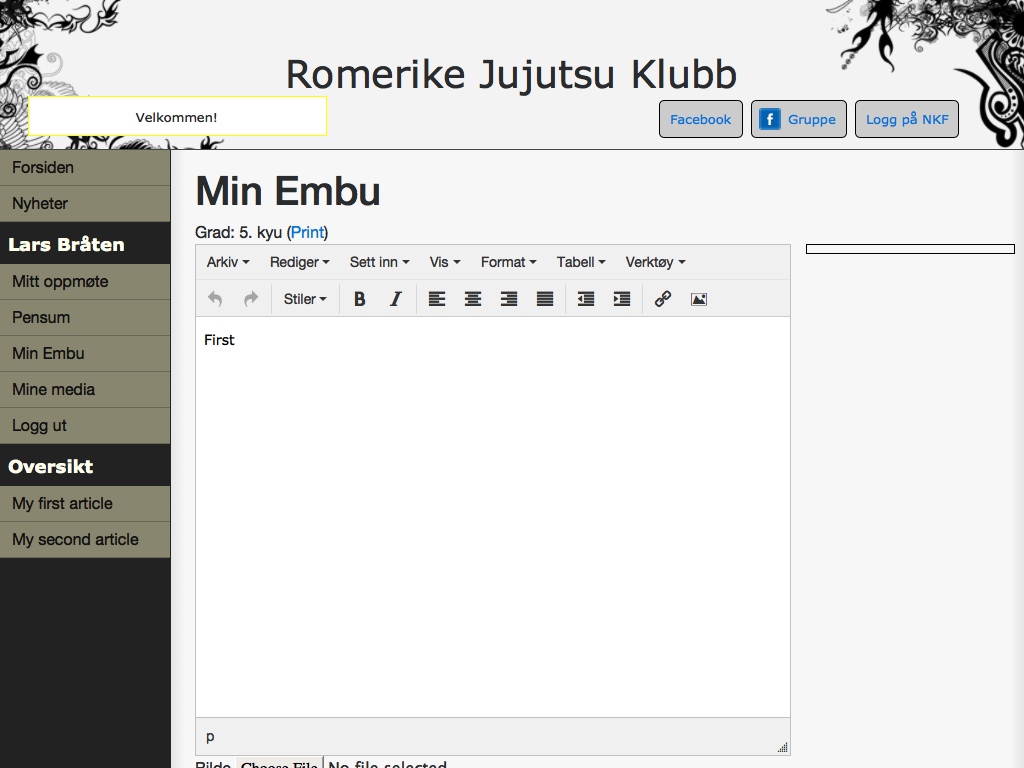 Romerike Jujutsu Klubb
Velkommen!
Facebook
Gruppe
Logg på NKF
Forsiden
Nyheter
Lars Bråten
Mitt oppmøte
Pensum
Min Embu
Mine media
Logg ut
Oversikt
My first article
My second article
Min Embu
Grad: 5. kyu (Print)
Arkiv Rediger Sett inn Vis Format Tabell Verktøy
Stiler B I
First
p
Bilde Choose File No file selected